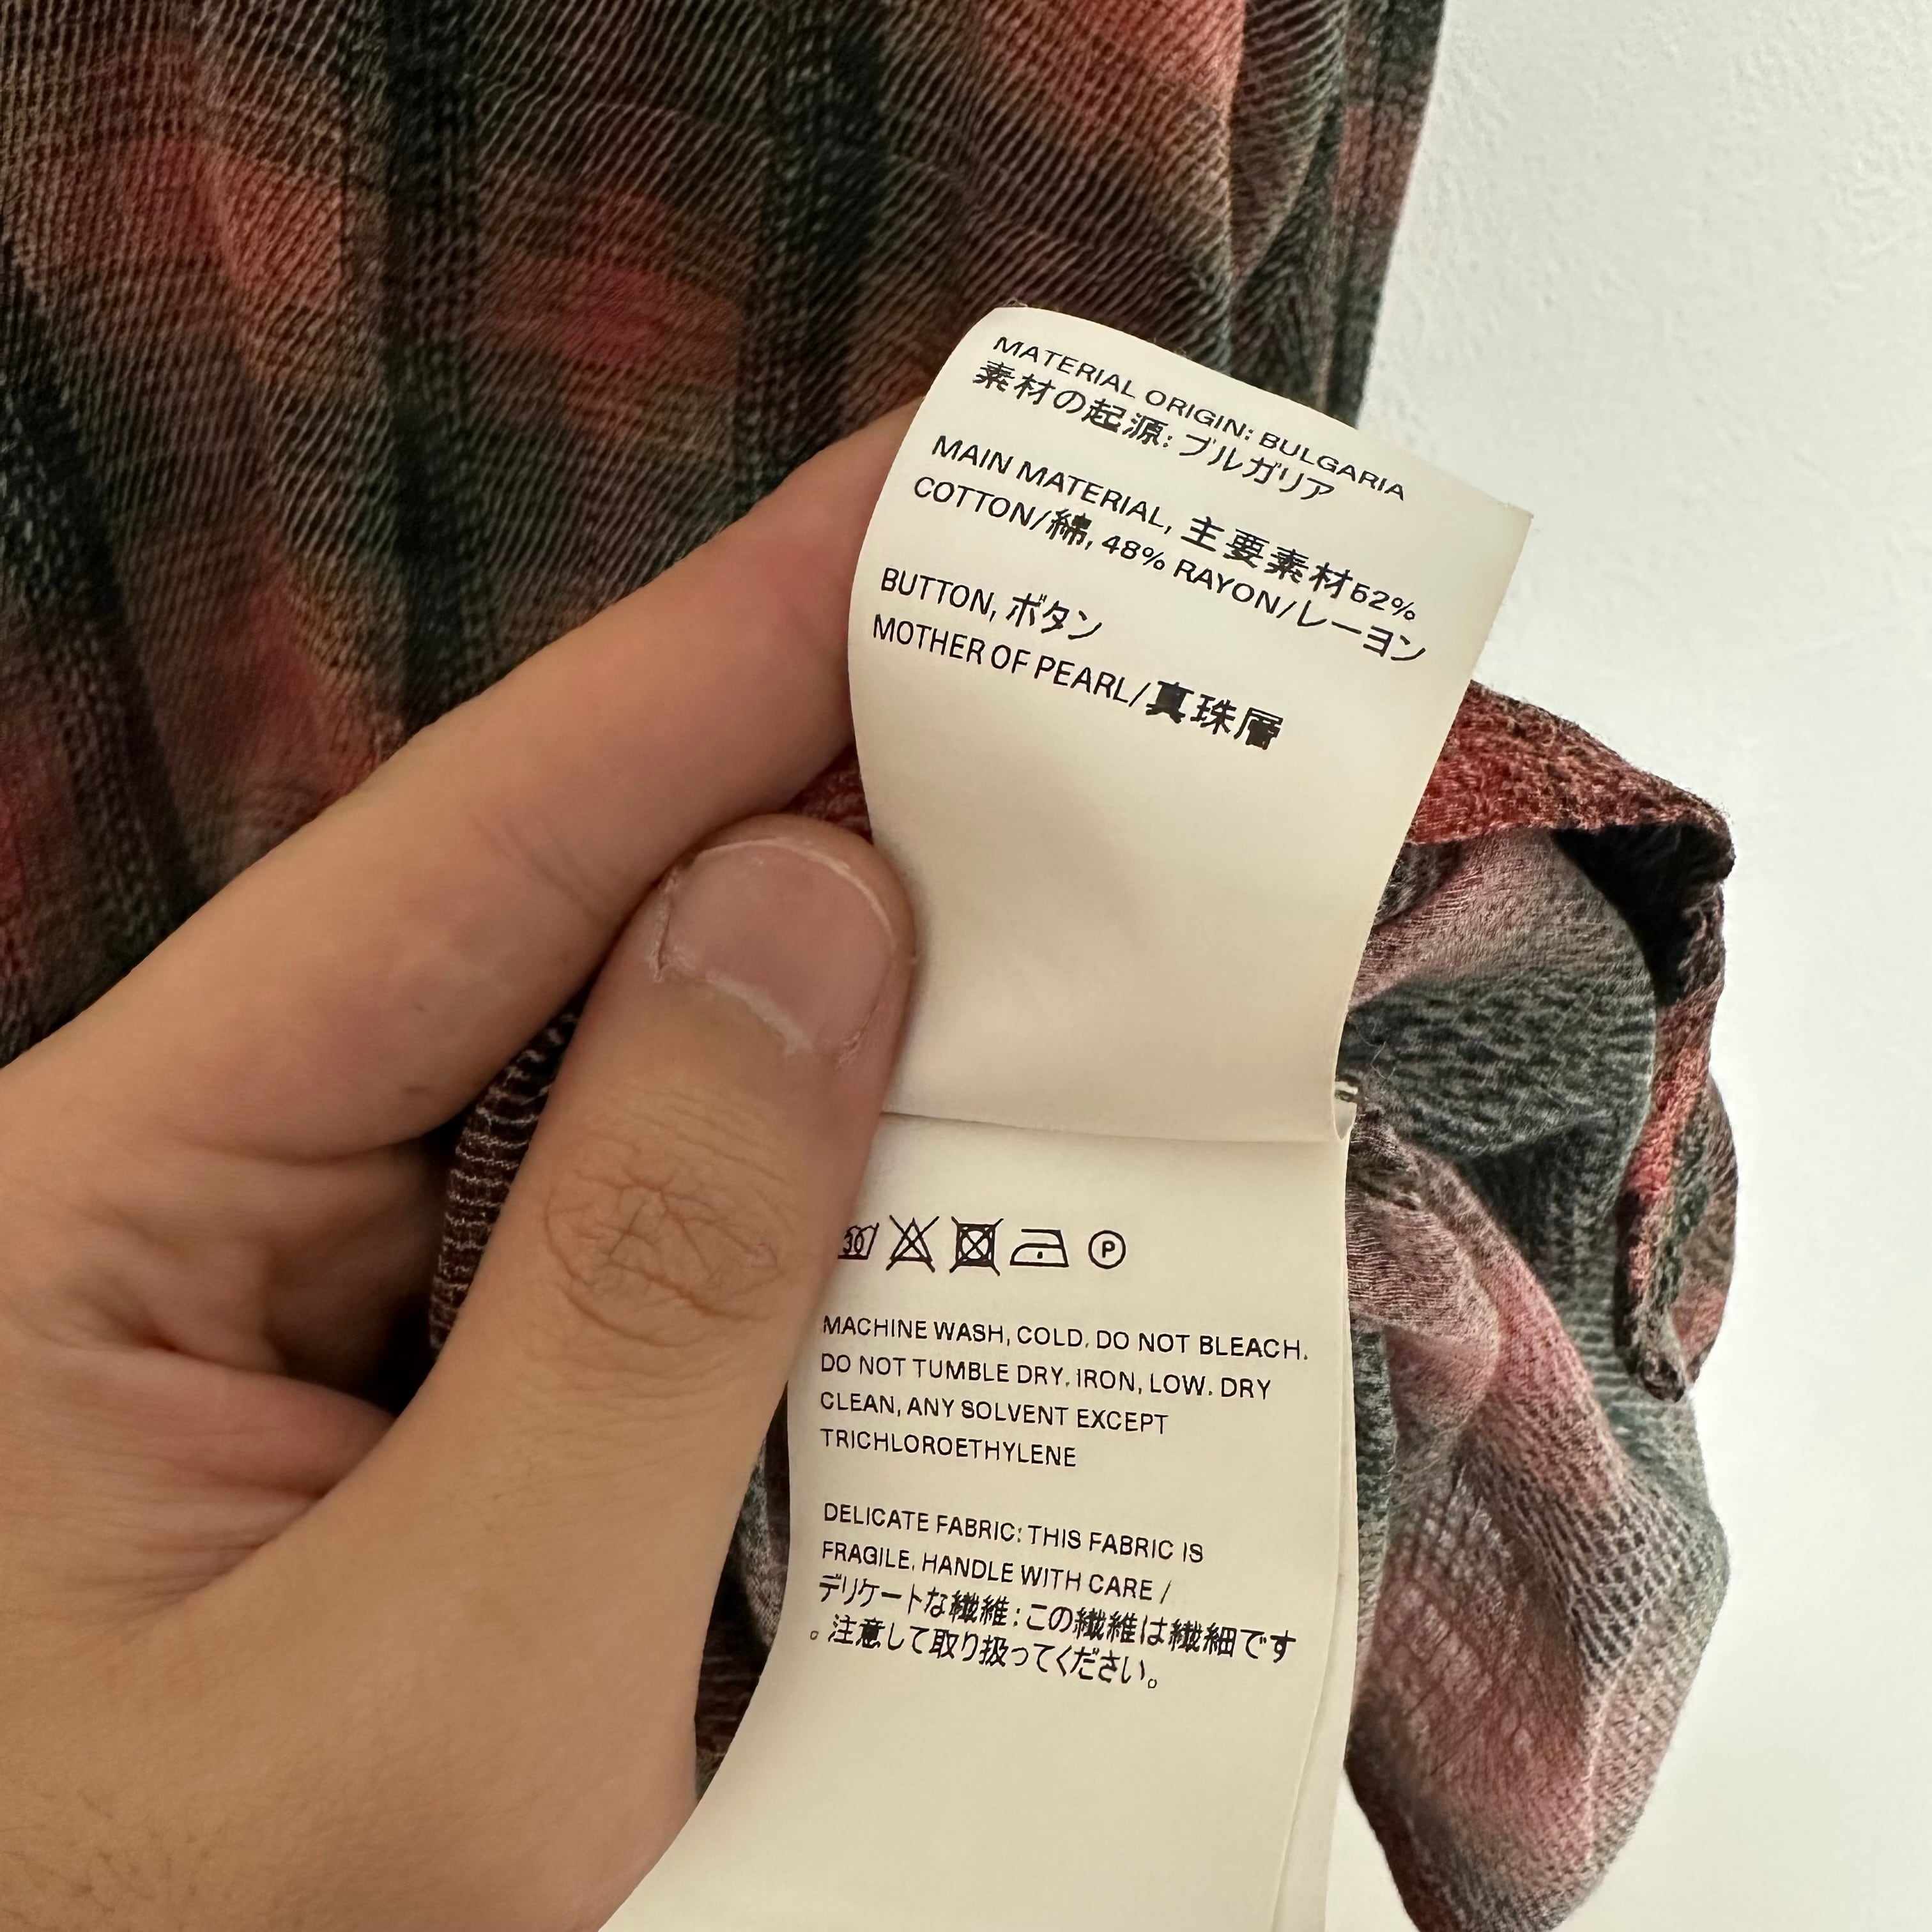 MATERIAL ORIGIN: BULGARIA
素材の起源: ブルガリア
MAIN MATERIAL, 主要素材52%
COTTON/綿, 48% RAYON/レーヨン
BUTTON, ボタン
MOTHER OF PEARL/真珠層
30
P
MACHINE WASH, COLD. DO NOT BLEACH.
DO NOT TUMBLE DRY. IRON, LOW. DRY
CLEAN, ANY SOLVENT EXCEPT
TRICHLOROETHYLENE
DELICATE FABRIC: THIS FABRIC IS
FRAGILE. HANDLE WITH CARE /
デリケートな繊維:この繊維は繊細です
。注意して取り扱ってください。